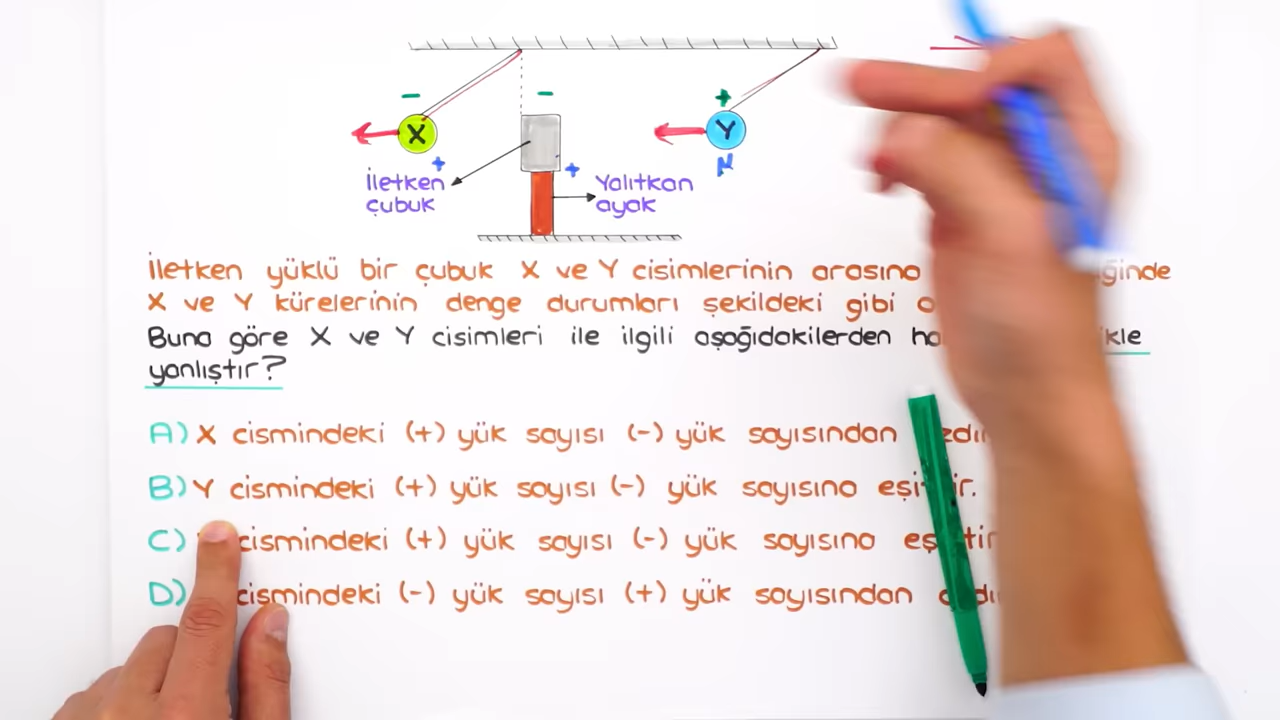 - - +
X Y
+ + N
İletken Yalıtkan
çubuk ayak
İletken yüklü bir çubuk X ve Y cisimlerinin arasına
X ve Y kürelerinin denge durumları şekildeki gibi
Buna göre X ve Y cisimleri ile ilgili aşağıdakilerden
yanlıştır?
A) X cismindeki (+) yük sayısı (-) yük sayısından
B) Y cismindeki (+) yük sayısı (-) yük sayısına eşittir.
C) cismindeki (+) yük sayısı (-) yük sayısına eşittir
D) cismindeki (-) yük sayısı (+) yük sayısından